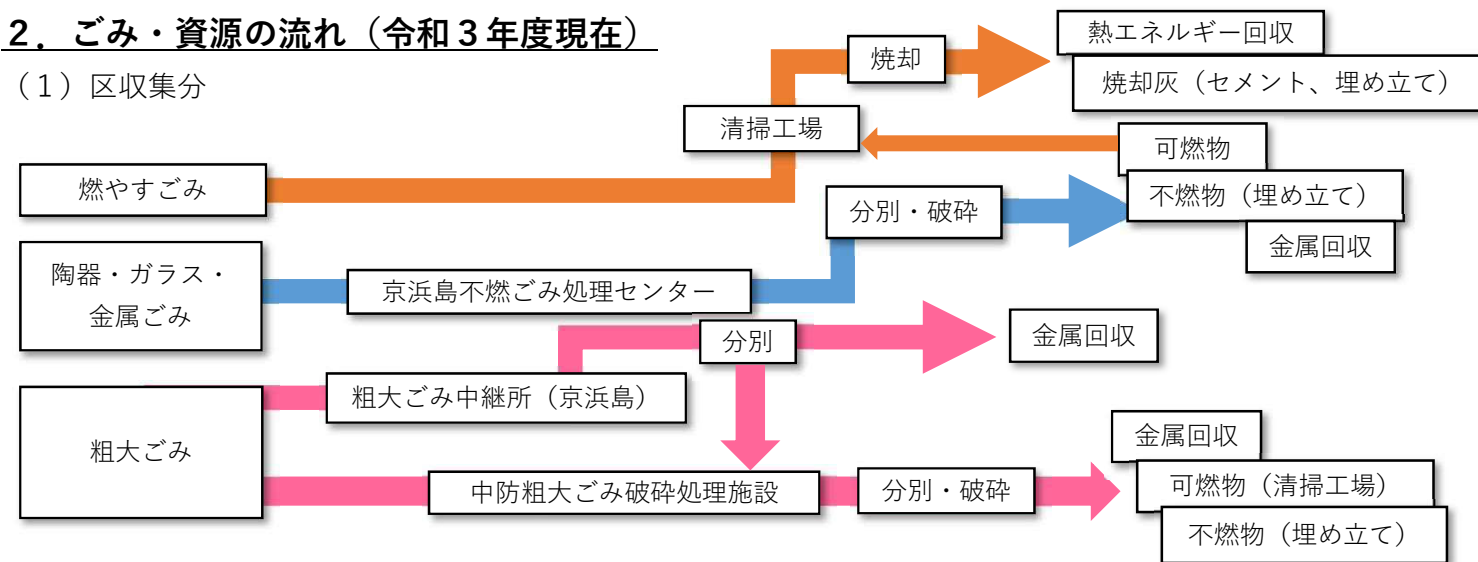 2．ごみ・資源の流れ（令和３年度現在）
（１）区収集分
焼却
熱エネルギー回収
焼却灰（セメント、埋め立て）
清掃工場
可燃物
燃やすごみ
分別・破砕
不燃物（埋め立て）
金属回収
陶器・ガラス・
金属ごみ
京浜島不燃ごみ処理センター
分別
金属回収
粗大ごみ
粗大ごみ中継所（京浜島）
中防粗大ごみ破砕処理施設
分別・破砕
金属回収
可燃物（清掃工場）
不燃物（埋め立て）